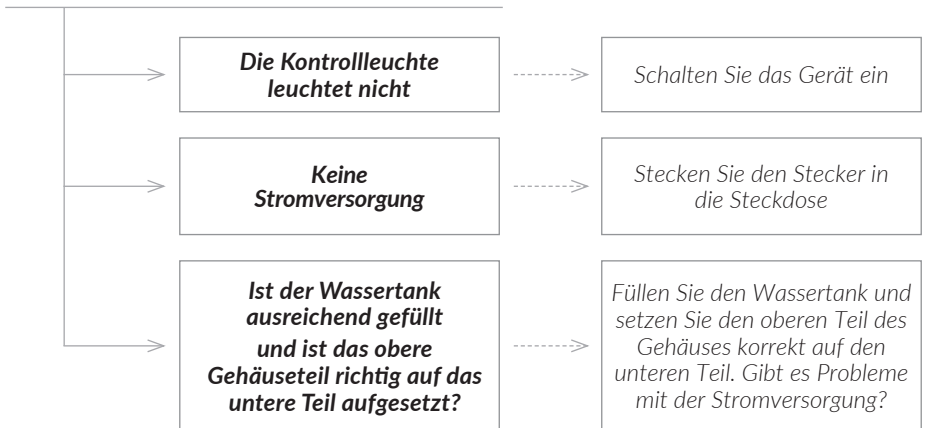 Die Kontrollleuchte
leuchtet nicht
Schalten Sie das Gerät ein
Keine
Stromversorgung
Stecken Sie den Stecker in
die Steckdose
Ist der Wassertank
ausreichend gefüllt
und ist das obere
Gehäuseteil richtig auf das
untere Teil aufgesetzt?
Füllen Sie den Wassertank und
setzen Sie den oberen Teil des
Gehäuses korrekt auf den
unteren Teil. Gibt es Probleme
mit der Stromversorgung?